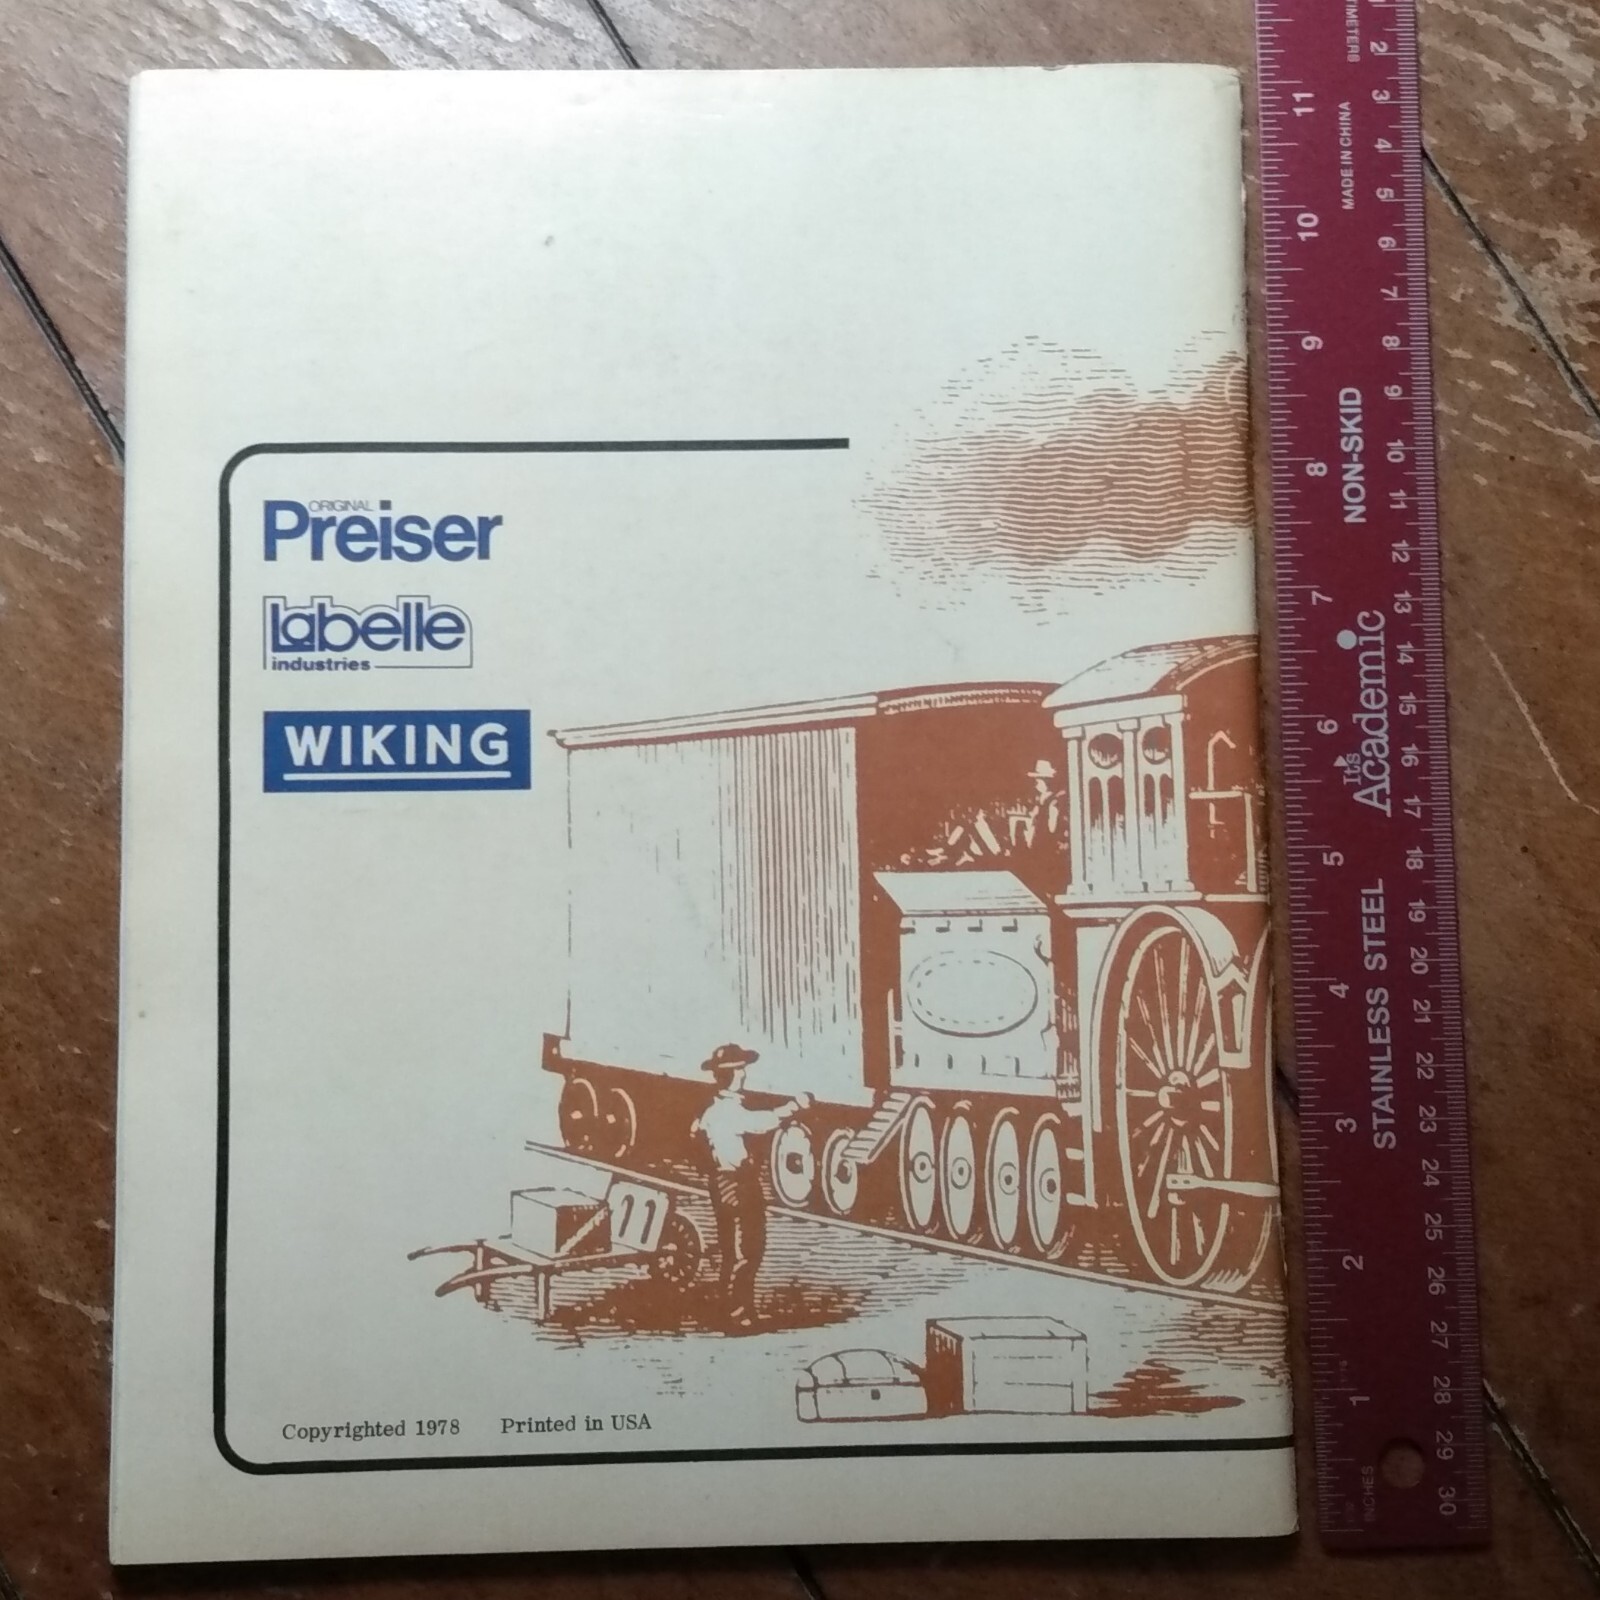 ORIGINAL
Preiser
labelle
industries
WIKING
Copyrighted 1978 Printed in USA
11
MADE IN CHINA
NON-SKID
It's
Academic
STAINLESS STEEL
INCHES
11 10 9 8 7 6 5 4 3 2 1
2 3 4 5 6 7 8 9 10 11 12 13 14 15 16 17 18 19 20 21 22 23 24 25 26 27 28 29 30